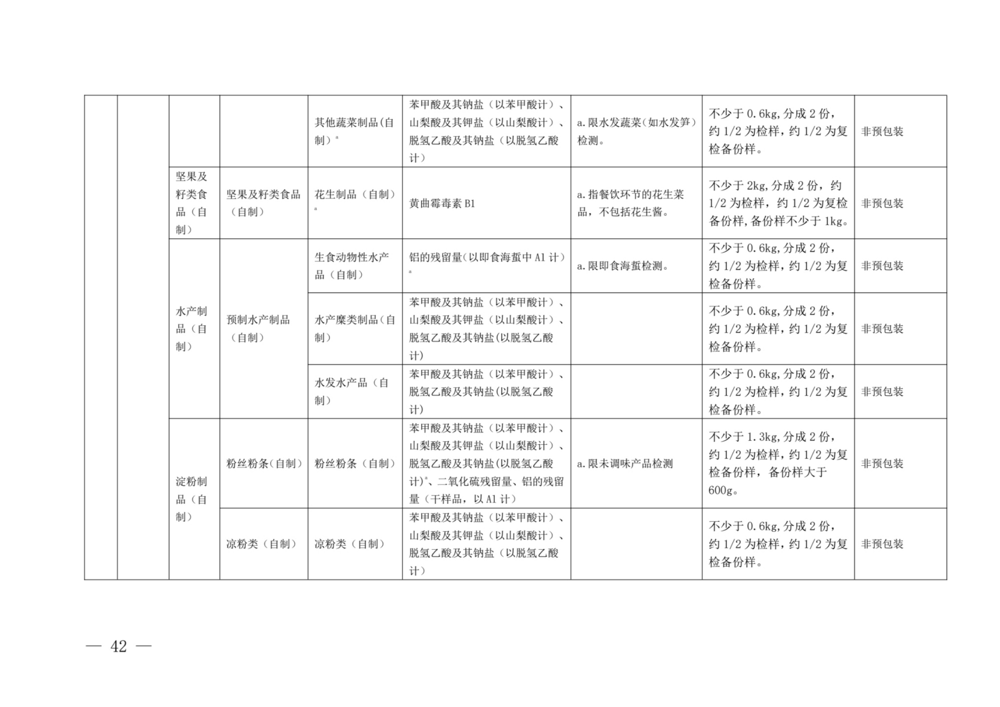 其他蔬菜制品(自
制）ᵃ
苯甲酸及其钠盐（以苯甲酸计）、
山梨酸及其钾盐（以山梨酸计）、
脱氢乙酸及其钠盐（以脱氢乙酸
计）
a.限水发蔬菜(如水发笋）
检测。
不少于 0.6kg,分成 2 份，
约 1/2 为检样，约 1/2 为复
检备份样。
非预包装
坚果及
籽类食
品（自
制）
坚果及籽类食品
（自制）
花生制品（自制）
ᵃ
黄曲霉毒素 B1
a.指餐饮环节的花生菜
品，不包括花生酱。
不少于 2kg,分成 2 份，约
1/2 为检样，约 1/2 为复检
备份样,备份样不少于 1kg。
非预包装
水产制
品（自
制）
预制水产制品
（自制）
生食动物性水产
品（自制）
铝的残留量(以即食海蜇中 Al 计）
ᵃ
a.限即食海蜇检测。
不少于 0.6kg,分成 2 份，
约 1/2 为检样，约 1/2 为复
检备份样。
非预包装
水产糜类制品(自
制）
苯甲酸及其钠盐（以苯甲酸计）、
山梨酸及其钾盐（以山梨酸计）、
脱氢乙酸及其钠盐(以脱氢乙酸
计)
不少于 0.6kg,分成 2 份，
约 1/2 为检样，约 1/2 为复
检备份样。
非预包装
水发水产品（自
制）
苯甲酸及其钠盐（以苯甲酸计）、
脱氢乙酸及其钠盐(以脱氢乙酸
计)
不少于 0.6kg,分成 2 份，
约 1/2 为检样，约 1/2 为复
检备份样。
非预包装
淀粉制
品（自
制）
粉丝粉条(自制）
粉丝粉条（自制）
苯甲酸及其钠盐（以苯甲酸计）、
山梨酸及其钾盐（以山梨酸计）、
脱氢乙酸及其钠盐(以脱氢乙酸
计)ᵃ、二氧化硫残留量、铝的残留
量（干样品，以 Al 计）
a.限未调味产品检测
不少于 1.3kg,分成 2 份，
约 1/2 为检样，约 1/2 为复
检备份样，备份样大于
600g。
非预包装
凉粉类（自制）
凉粉类（自制）
苯甲酸及其钠盐（以苯甲酸计）、
山梨酸及其钾盐（以山梨酸计）、
脱氢乙酸及其钠盐（以脱氢乙酸
计）
不少于 0.6kg,分成 2 份，
约 1/2 为检样，约 1/2 为复
检备份样。
非预包装
— 42 —